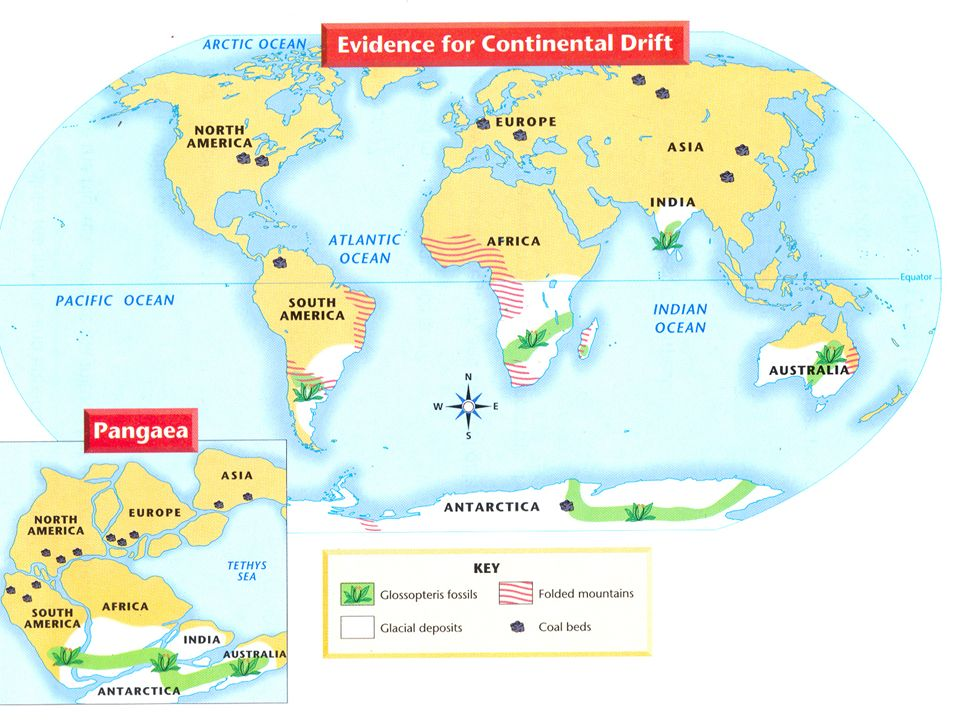 Evidence for Continental Drift
ARCTIC OCEAN
NORTH
AMERICA
EUROPE
ASIA
INDIA
AFRICA
ATLANTIC
OCEAN
Equator
PACIFIC OCEAN
SOUTH
AMERICA
INDIAN
OCEAN
AUSTRALIA
N
W
E
S
ANTARCTICA
Pangaea
ASIA
EUROPE
NORTH
AMERICA
TETHYS
SEA
AFRICA
SOUTH
AMERICA
INDIA
AUSTRALIA
ANTARCTICA
KEY
Glossopteris fossils
Folded mountains
Glacial deposits
Coal beds